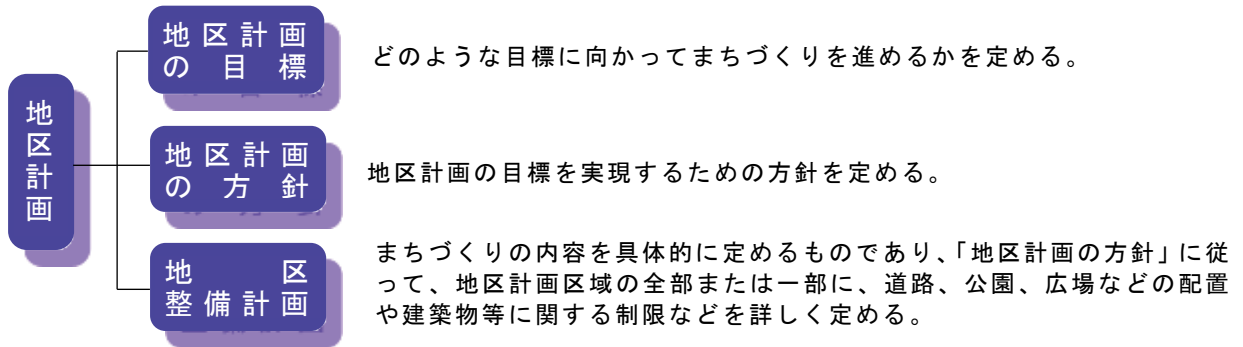 地区計画
地区計画
の目標
どのような目標に向かってまちづくりを進めるかを定める。
地区計画
の方針
地区計画の目標を実現するための方針を定める。
地区
整備計画
まちづくりの内容を具体的に定めるものであり、「地区計画の方針」に従
って、地区計画区域の全部または一部に、道路、公園、広場などの配置
や建築物等に関する制限などを詳しく定める。